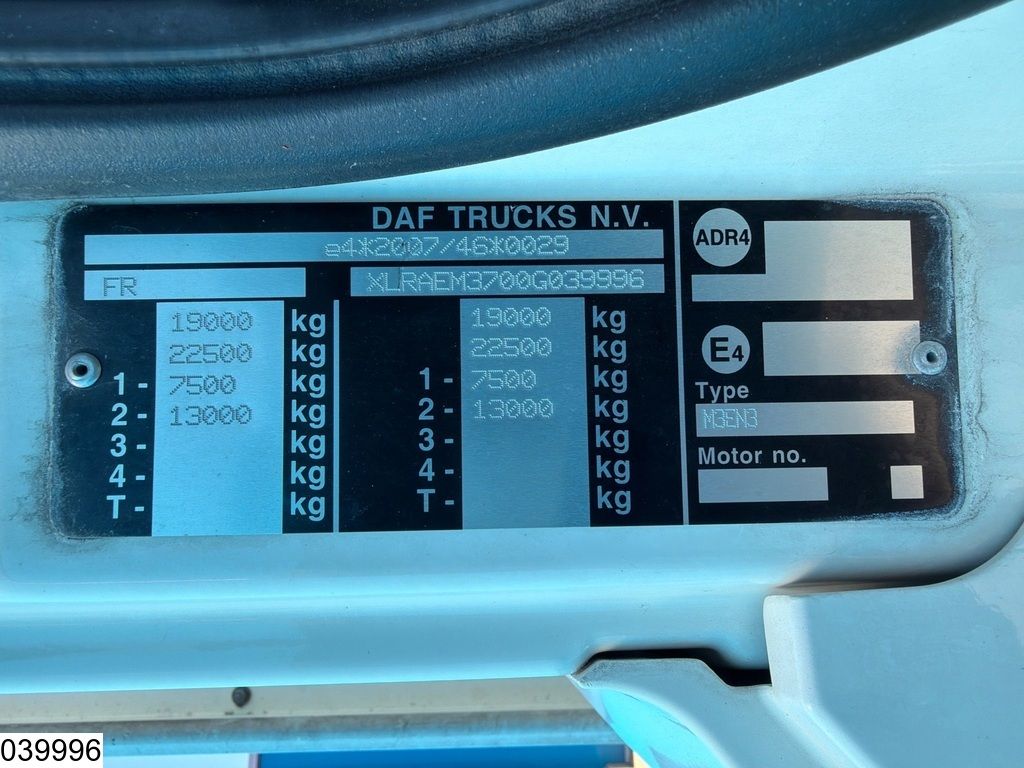 DAF TRUCKS N.V.
e4*2007/46*0029
FR XLRAEM3700G039996
19000 kg 19000 kg
22500 kg 22500 kg
1- 7500 kg 1- 7500 kg
2- 13000 kg 2- 13000 kg
3- kg 3- kg
4- kg 4- kg
T- kg T- kg
ADR4
E4
Type
M3EN3
Motor no.
039996